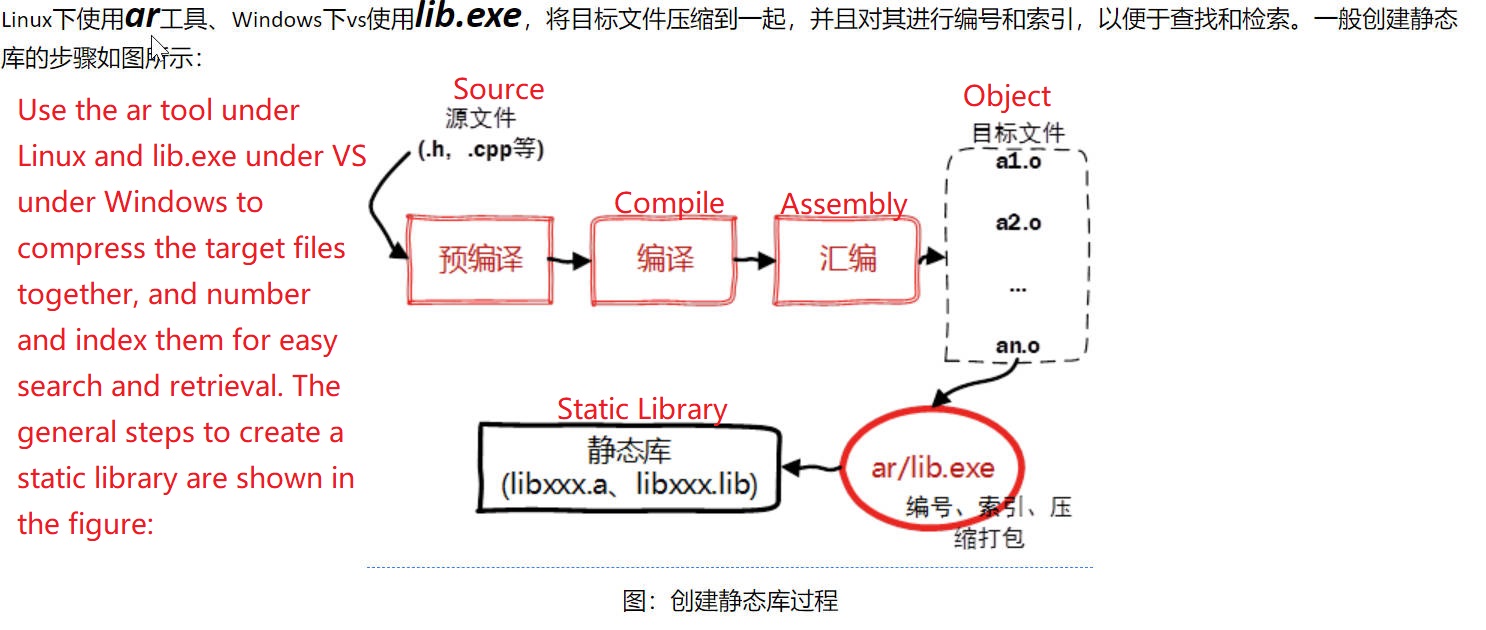 Linux下使用ar工具、Windows下vs使用lib.exe，将目标文件压缩到一起，并且对其进行编号和索引，以便于查找和检索。一般创建静态
库的步骤如图所示：
Use the ar tool under
Linux and lib.exe under VS
under Windows to
compress the target files
together, and number
and index them for easy
search and retrieval. The
general steps to create a
static library are shown in
the figure:
Source
源文件
(.h，.cpp等)
预编译
Compile
编译
Assembly
汇编
Object
目标文件
a1.o
a2.o
...
an.o
ar/lib.exe
编号、索引、压
缩打包
Static Library
静态库
(libxxx.a、libxxx.lib)
图：创建静态库过程